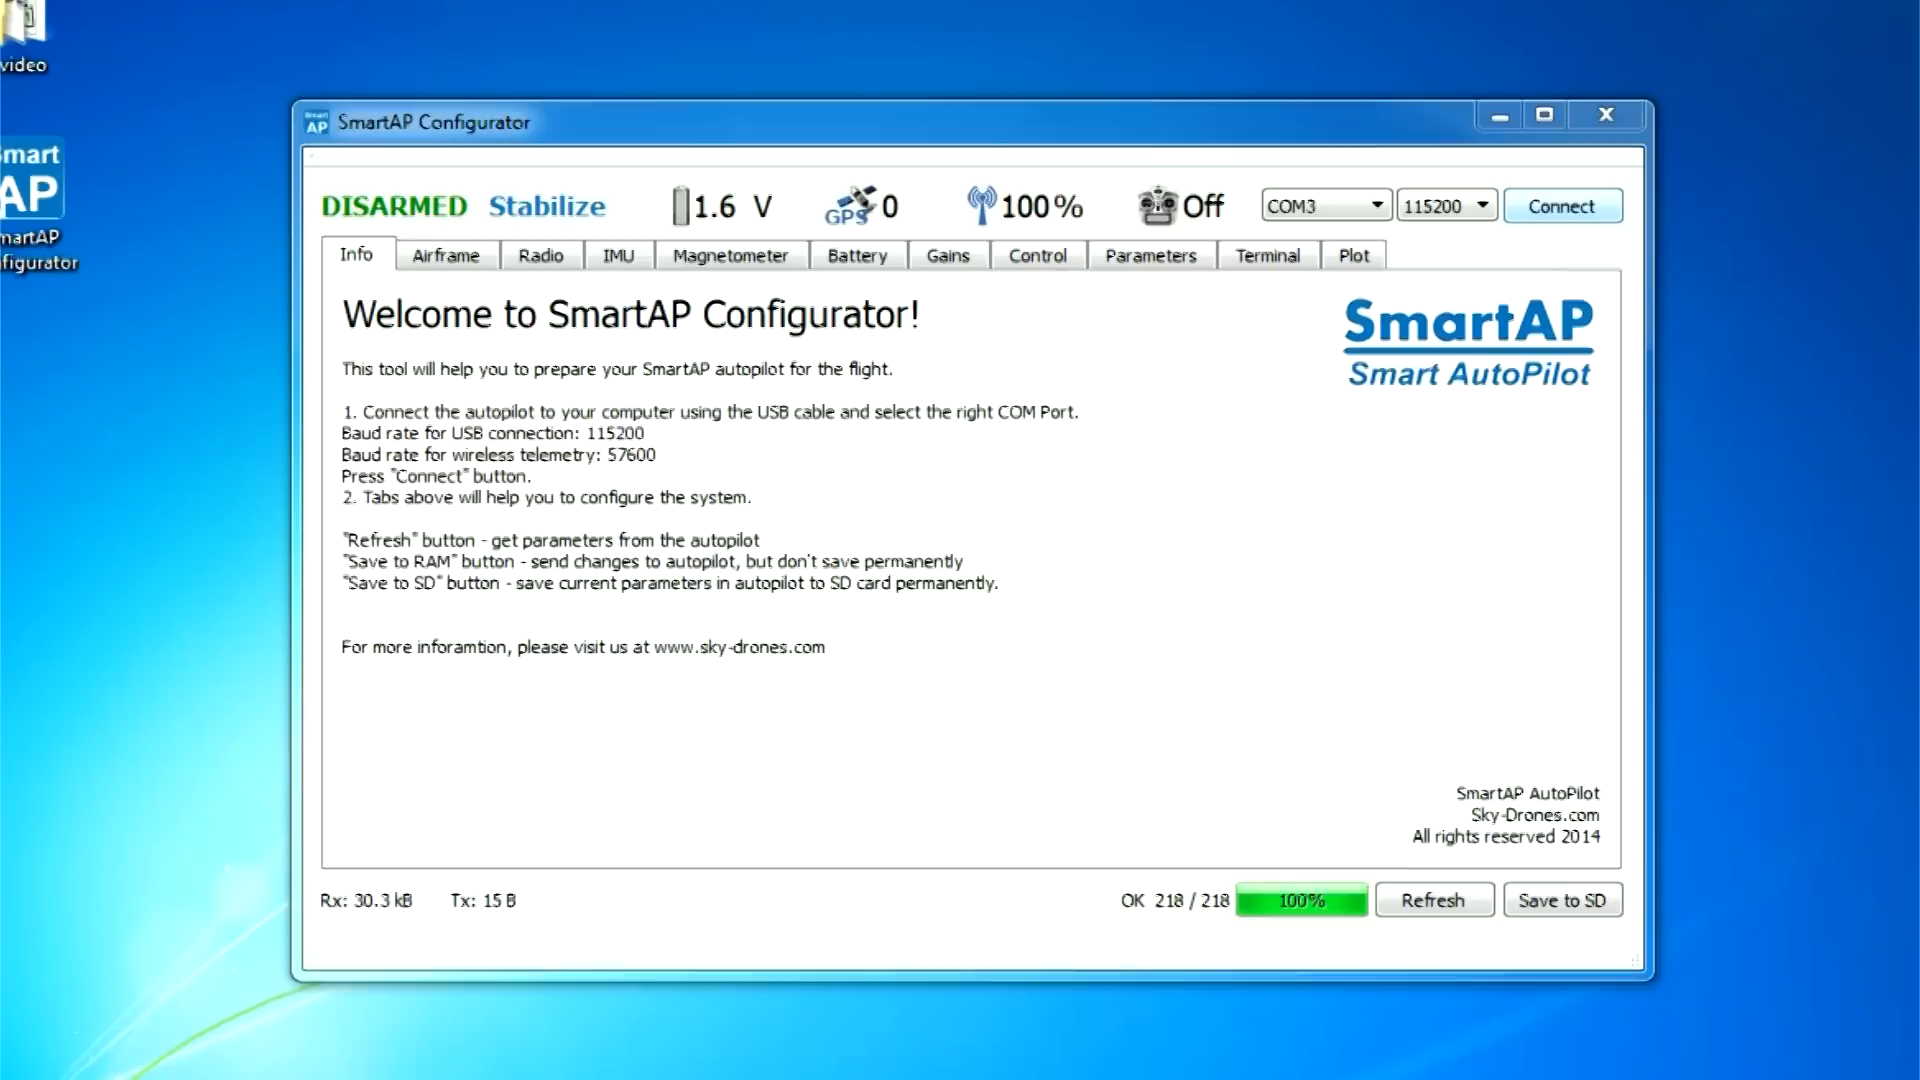 video
Smart
AP
SmartAP Configurator
DISARMED Stabilize 1.6 V GPS 0 100% Off COM3 115200 Connect
Info Airframe Radio IMU Magnetometer Battery Gains Control Parameters Terminal Plot
Welcome to SmartAP Configurator!
SmartAP
Smart AutoPilot
This tool will help you to prepare your SmartAP autopilot for the flight.
1. Connect the autopilot to your computer using the USB cable and select the right COM Port.
Baud rate for USB connection: 115200
Baud rate for wireless telemetry: 57600
Press "Connect" button.
2. Tabs above will help you to configure the system.
"Refresh" button - get parameters from the autopilot
"Save to RAM" button - send changes to autopilot, but don't save permanently
"Save to SD" button - save current parameters in autopilot to SD card permanently.
For more inforamtion, please visit us at www.sky-drones.com
SmartAP AutoPilot
Sky-Drones.com
All rights reserved 2014
Rx: 30.3 kB Tx: 15 B OK 218 / 218 100% Refresh Save to SD